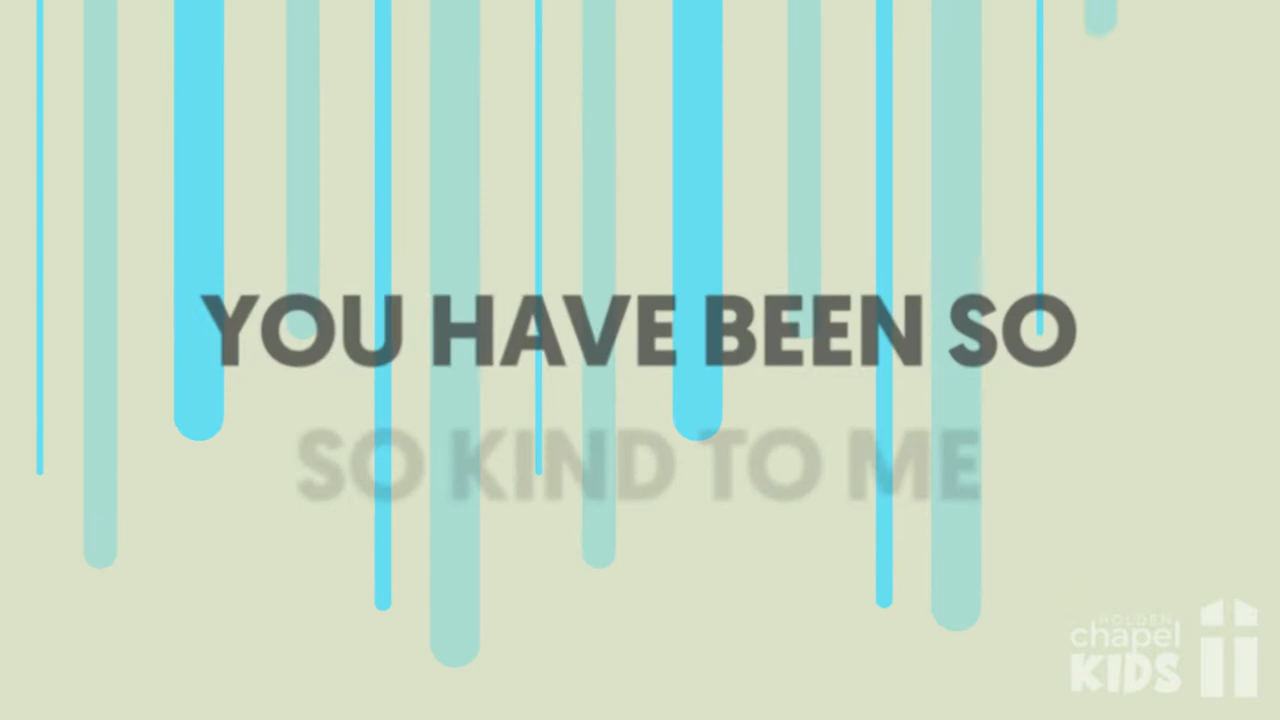 YOU HAVE BEEN SO
SO KIND TO ME
HOLDEN
chapel
KIDS